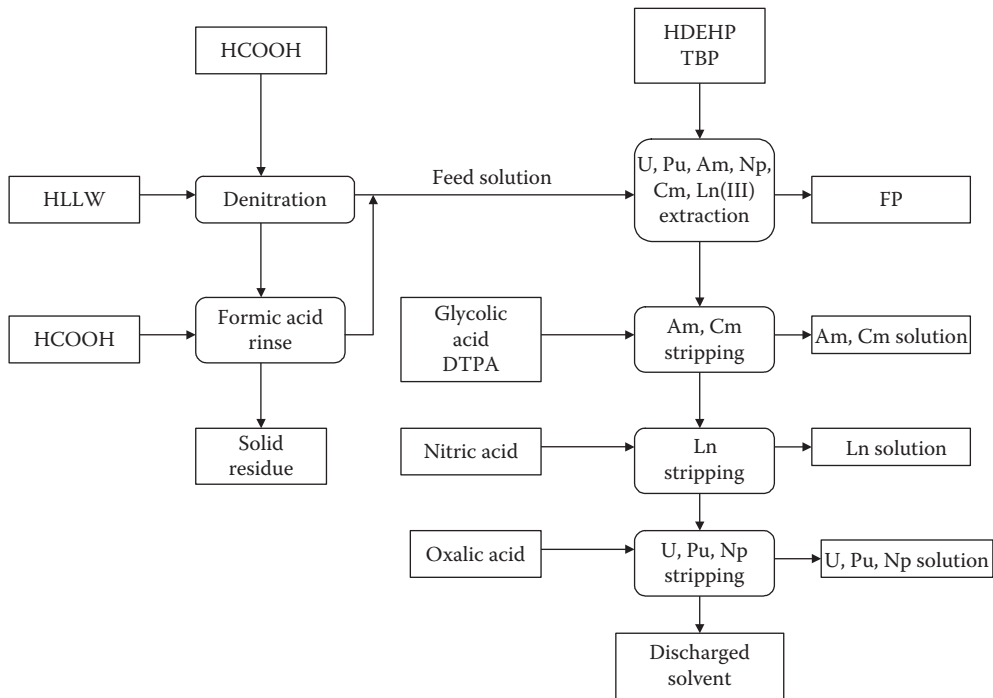 HCOOH
HDEHP
TBP
HLLW
Denitration
Feed solution
U, Pu, Am, Np,
Cm, Ln(III)
extraction
FP
HCOOH
Formic acid
rinse
Glycolic
acid
DTPA
Am, Cm
stripping
Am, Cm solution
Solid
residue
Nitric acid
Ln
stripping
Ln solution
Oxalic acid
U, Pu, Np
stripping
U, Pu, Np solution
Discharged
solvent